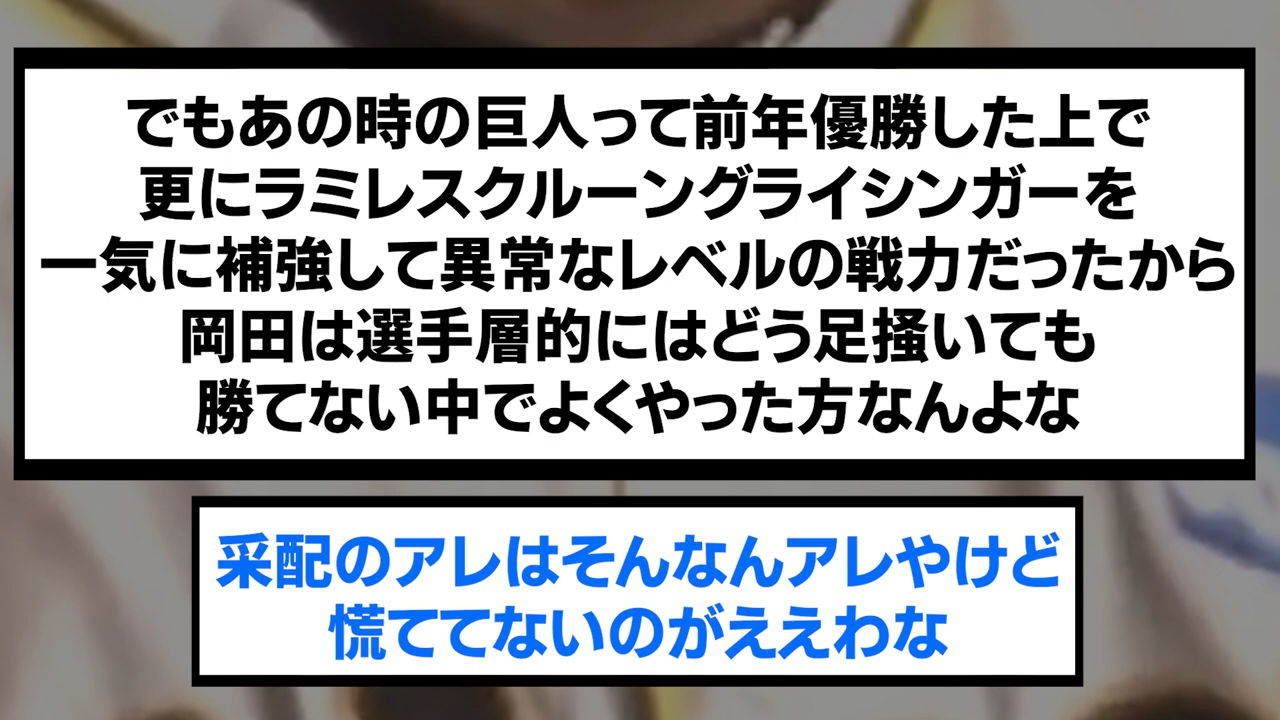 でもあの時の巨人って前年優勝した上で
更にラミレスクルーングライシンガーを
一気に補強して異常なレベルの戦力だったから
岡田は選手層的にはどう足掻いても
勝てない中でよくやった方なんよな
采配のアレはそんなんアレやけど
慌ててないのがええわな